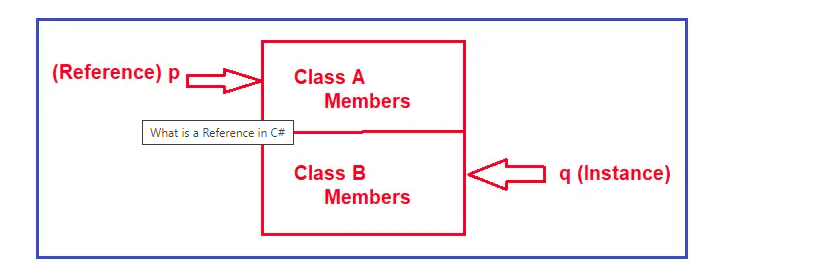 (Reference) p
Class A
Members
What is a Reference in C#
Class B
Members
q (Instance)